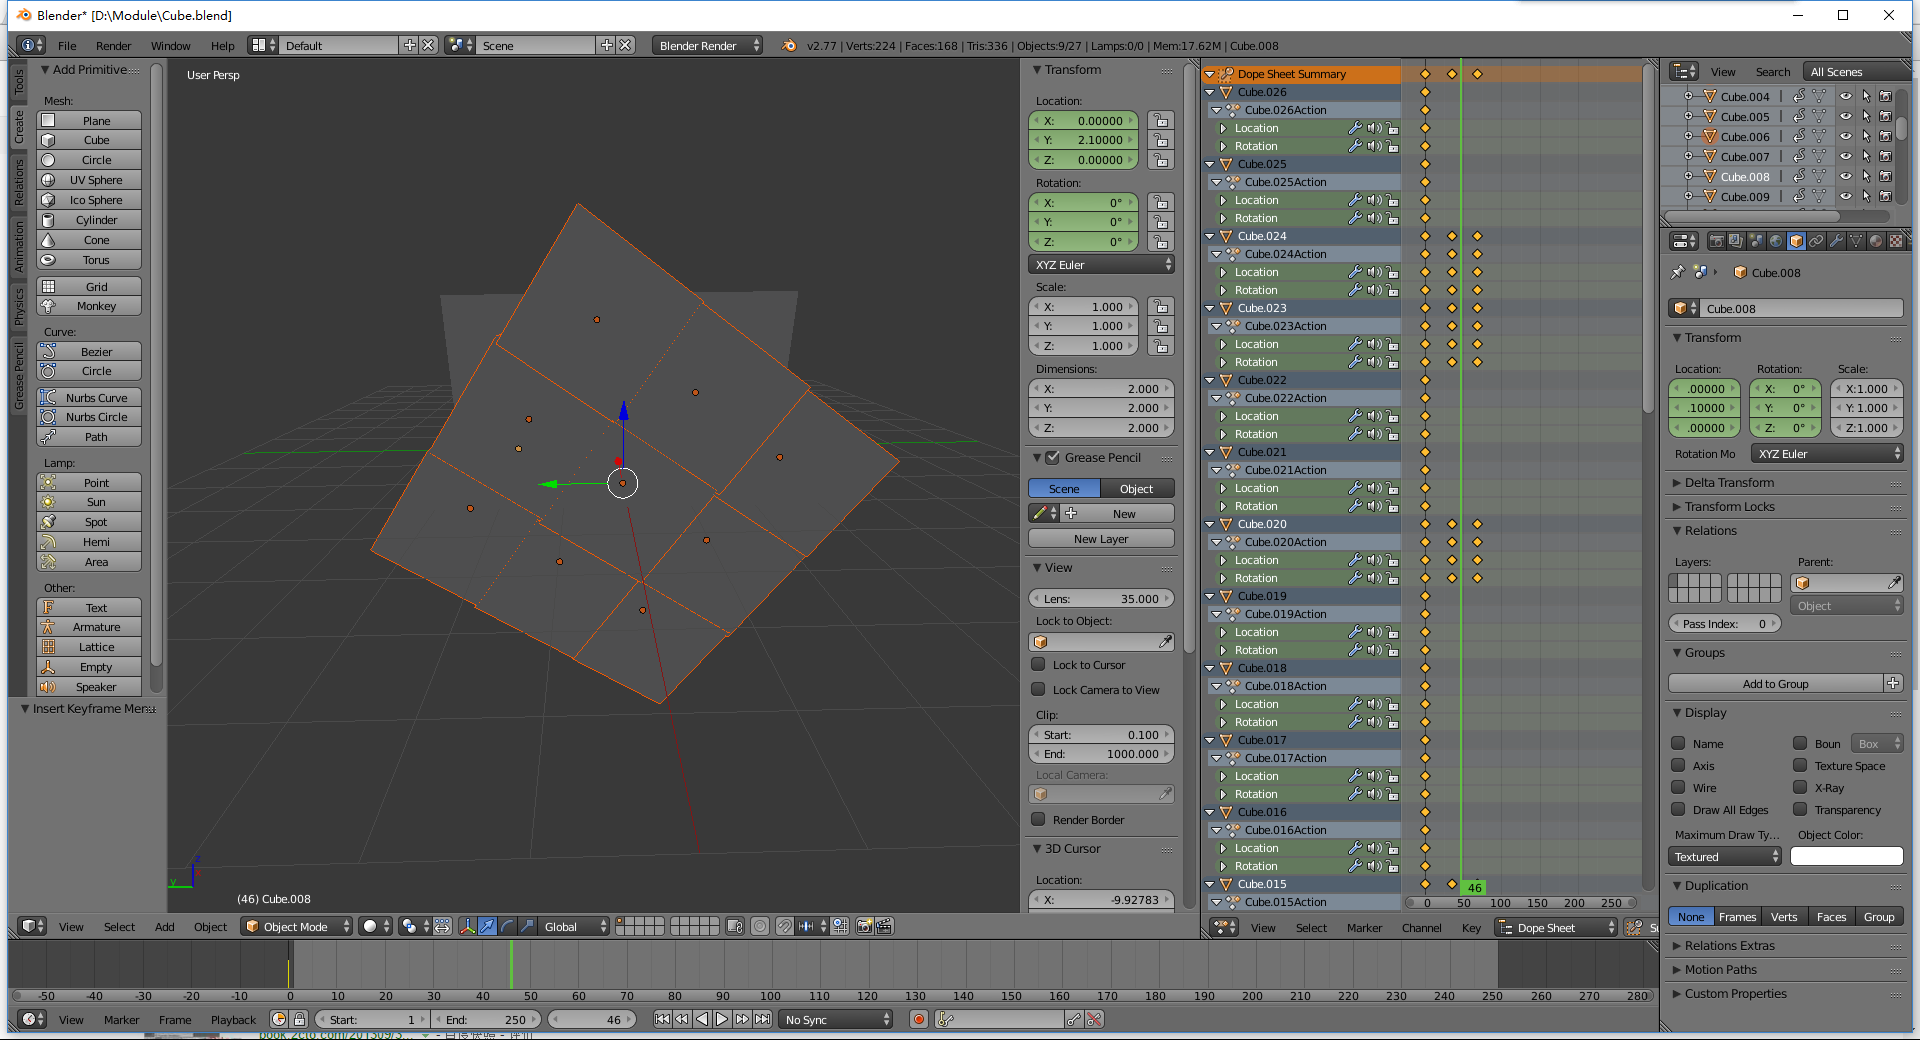 Blender* [D:\Module\Cube.blend]
File Render Window Help Default Scene Blender Render v2.77 | Verts:224 | Faces:168 | Tris:336 | Objects:9/27 | Lamps:0/0 | Mem:17.62M | Cube.008
Tools
Create
Relations
Animation
Physics
Grease Pencil
Add Primitive
Mesh:
Plane
Cube
Circle
UV Sphere
Ico Sphere
Cylinder
Cone
Torus
Grid
Monkey
Curve:
Bezier
Circle
Nurbs Curve
Nurbs Circle
Path
Lamp:
Point
Sun
Spot
Hemi
Area
Other:
Text
Armature
Lattice
Empty
Speaker
Insert Keyframe Menu
User Persp
z
y
(46) Cube.008
View Select Add Object Object Mode Global
Transform
Location:
X: 0.00000
Y: 2.10000
Z: 0.00000
Rotation:
X: 0°
Y: 0°
Z: 0°
XYZ Euler
Scale:
X: 1.000
Y: 1.000
Z: 1.000
Dimensions:
X: 2.000
Y: 2.000
Z: 2.000
Grease Pencil
Scene Object
New
New Layer
View
Lens: 35.000
Lock to Object:
Lock to Cursor
Lock Camera to View
Clip:
Start: 0.100
End: 1000.000
Local Camera:
Render Border
3D Cursor
Location:
X: -9.92783
Dope Sheet Summary
Cube.026
Cube.026Action
Location
Rotation
Cube.025
Cube.025Action
Location
Rotation
Cube.024
Cube.024Action
Location
Rotation
Cube.023
Cube.023Action
Location
Rotation
Cube.022
Cube.022Action
Location
Rotation
Cube.021
Cube.021Action
Location
Rotation
Cube.020
Cube.020Action
Location
Rotation
Cube.019
Cube.019Action
Location
Rotation
Cube.018
Cube.018Action
Location
Rotation
Cube.017
Cube.017Action
Location
Rotation
Cube.016
Cube.016Action
Location
Rotation
Cube.015
Cube.015Action
46
0 50 100 150 200 250
View Select Marker Channel Key Dope Sheet
View Search All Scenes
Cube.004
Cube.005
Cube.006
Cube.007
Cube.008
Cube.009
Cube.008
Cube.008
Transform
Location: Rotation: Scale:
.00000 X: 0° X:1.000
.10000 Y: 0° Y: 1.000
.00000 Z: 0° Z:1.000
Rotation Mo XYZ Euler
Delta Transform
Transform Locks
Relations
Layers: Parent:
Object
Pass Index: 0
Groups
Add to Group
Display
Name Boun Box
Axis Texture Space
Wire X-Ray
Draw All Edges Transparency
Maximum Draw Ty... Object Color:
Textured
Duplication
None Frames Verts Faces Group
Relations Extras
Motion Paths
Custom Properties
-50 -40 -30 -20 -10 0 10 20 30 40 50 60 70 80 90 100 110 120 130 140 150 160 170 180 190 200 210 220 230 240 250 260 270 280
View Marker Frame Playback Start: 1 End: 250 46 No Sync